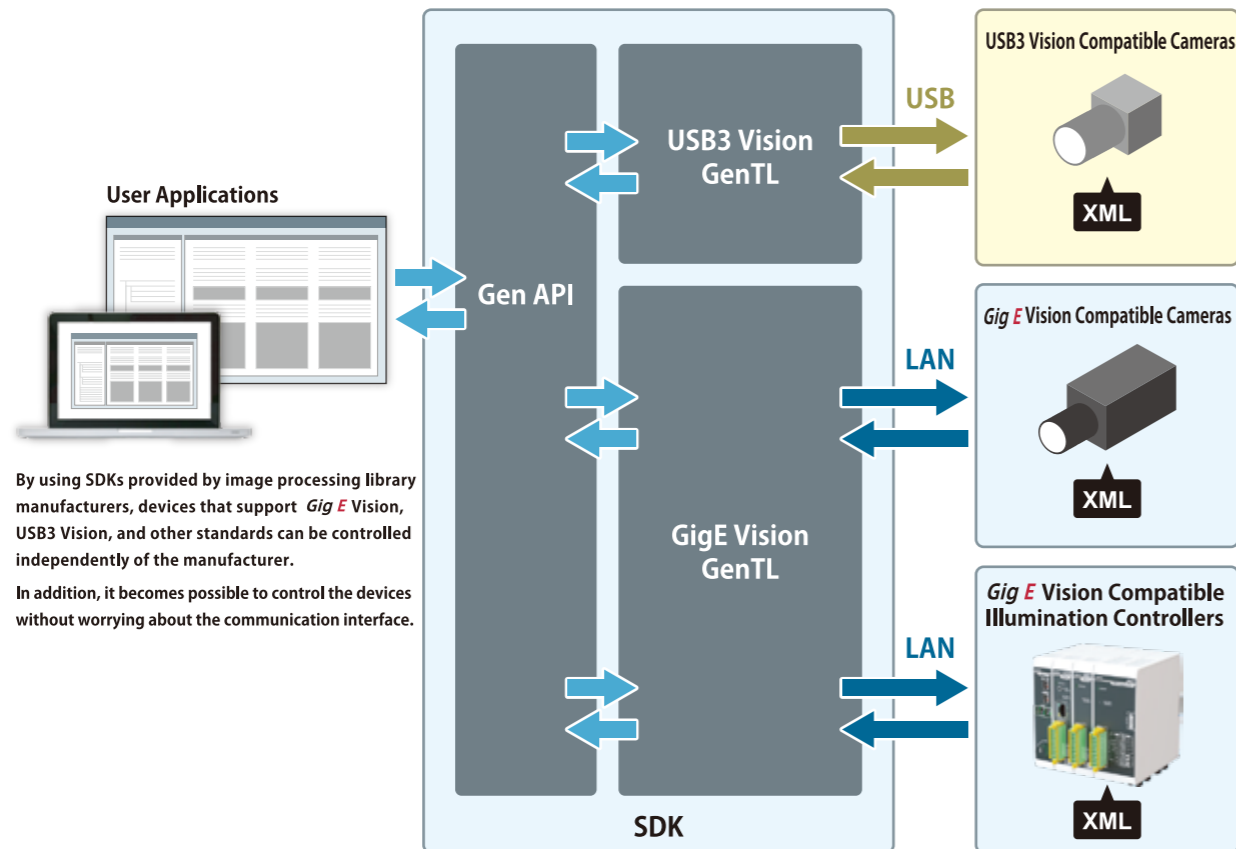 User Applications
By using SDKs provided by image processing library
manufacturers, devices that support Gig E Vision,
USB3 Vision, and other standards can be controlled
independently of the manufacturer.
In addition, it becomes possible to control the devices
without worrying about the communication interface.
Gen API
USB3 Vision
GenTL
GigE Vision
GenTL
SDK
USB
LAN
LAN
USB3 Vision Compatible Cameras
XML
Gig E Vision Compatible Cameras
XML
Gig E Vision Compatible
Illumination Controllers
XML